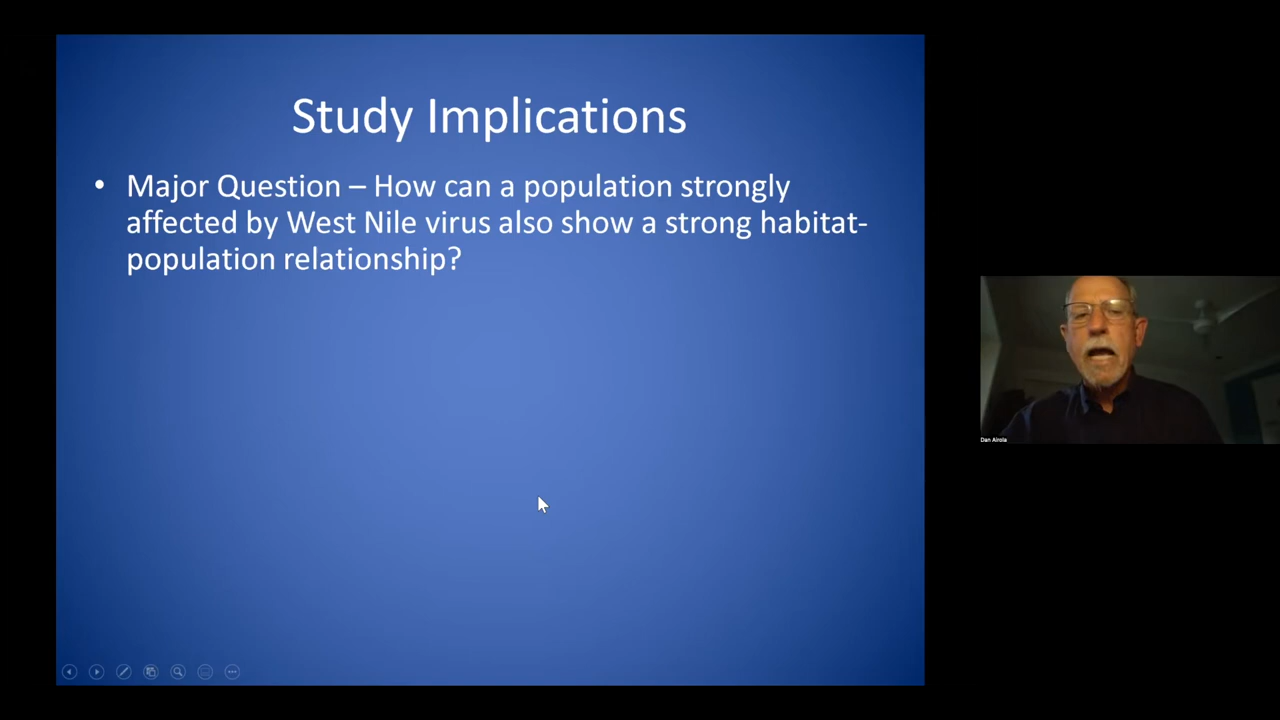 Study Implications
• Major Question – How can a population strongly
affected by West Nile virus also show a strong habitat-
population relationship?
Dan Airola